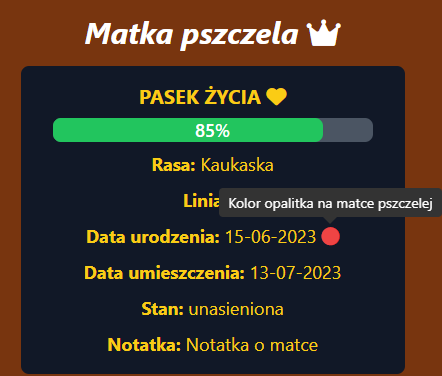 Matka pszczela
PASEK ŻYCIA
85%
Rasa: Kaukaska
Linia
Kolor opalitka na matce pszczelej
Data urodzenia: 15-06-2023
Data umieszczenia: 13-07-2023
Stan: unasieniona
Notatka: Notatka o matce